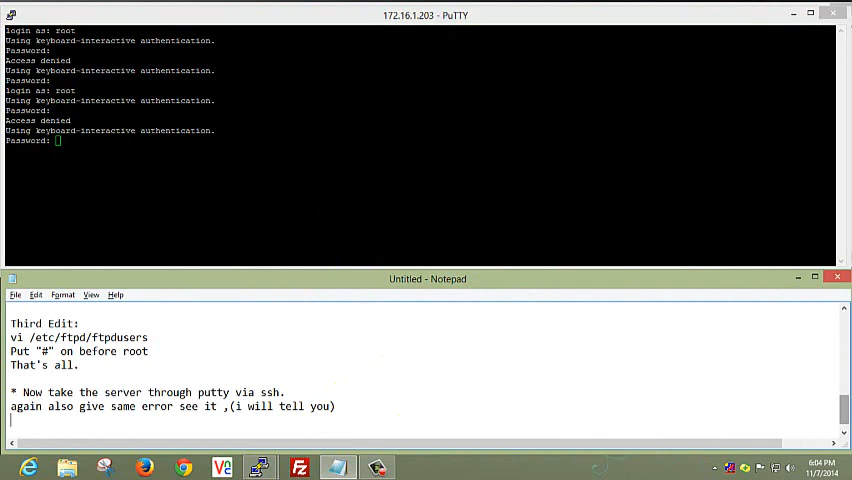 172.16.1.203 - PuTTY
login as: root
Using keyboard-interactive authentication.
Password:
Access denied
Using keyboard-interactive authentication.
Password:
login as: root
Using keyboard-interactive authentication.
Password:
Access denied
Using keyboard-interactive authentication.
Password:
Untitled - Notepad
File Edit Format View Help
Third Edit:
vi /etc/ftpd/ftpdusers
Put "#" on before root
That's all.
* Now take the server through putty via ssh.
again also give same error see it ,(i will tell you)
6:04 PM
11/7/2014